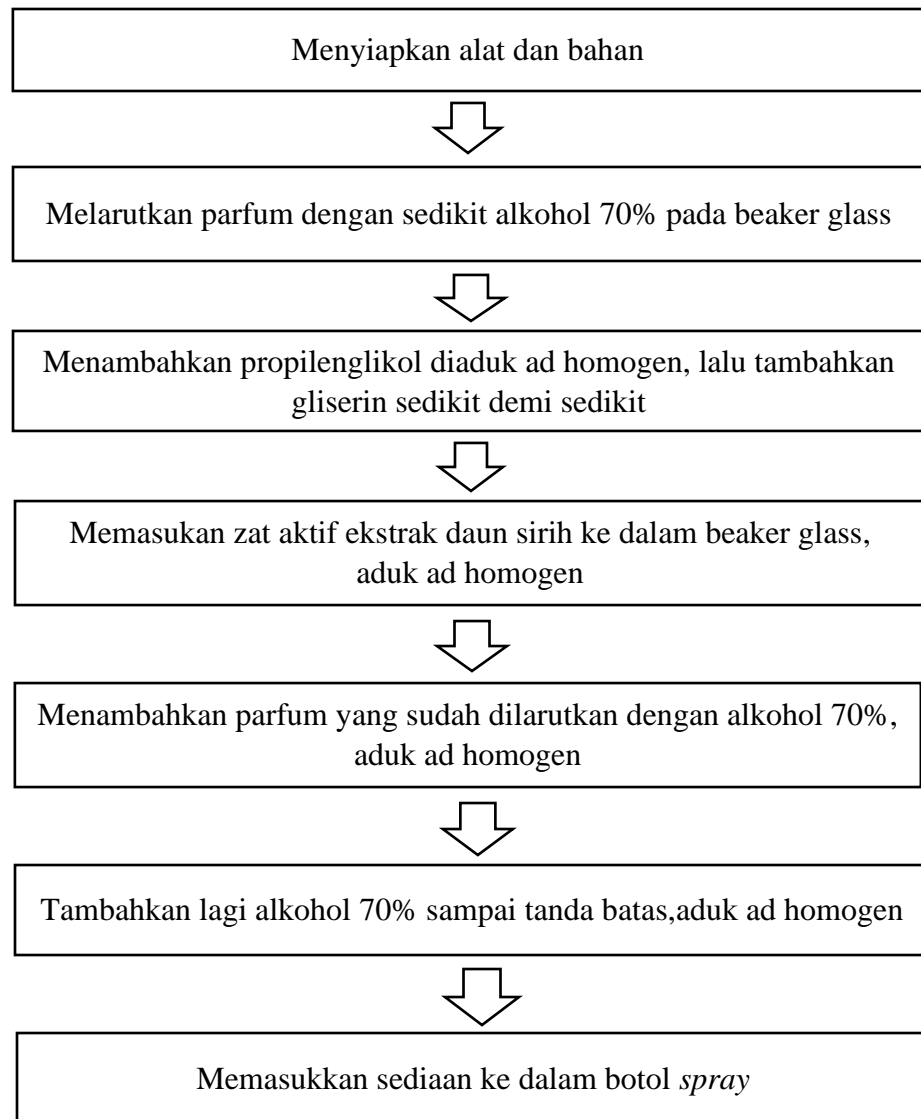 Menyiapkan alat dan bahan
Melarutkan parfum dengan sedikit alkohol 70% pada beaker glass
Menambahkan propilenglikol diaduk ad homogen, lalu tambahkan
gliserin sedikit demi sedikit
Memasukan zat aktif ekstrak daun sirih ke dalam beaker glass,
aduk ad homogen
Menambahkan parfum yang sudah dilarutkan dengan alkohol 70%,
aduk ad homogen
Tambahkan lagi alkohol 70% sampai tanda batas,aduk ad homogen
Memasukkan sediaan ke dalam botol spray